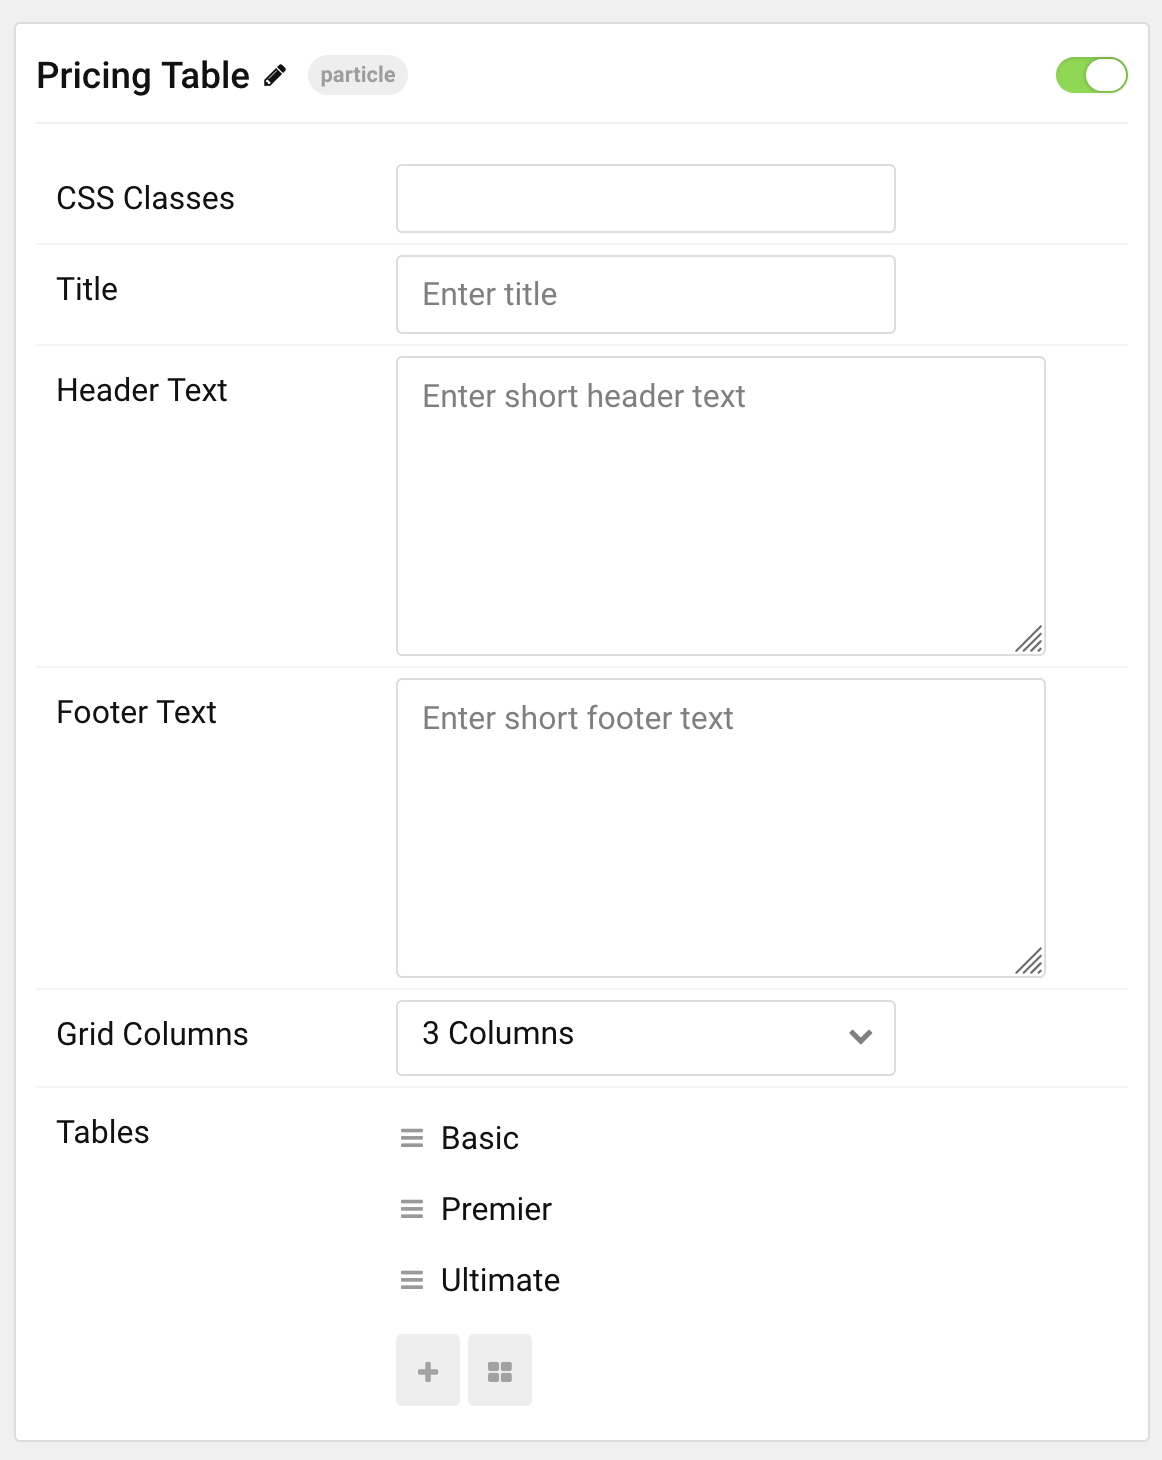 Pricing Table particle
CSS Classes
Title
Enter title
Header Text
Enter short header text
Footer Text
Enter short footer text
Grid Columns
3 Columns
Tables
Basic
Premier
Ultimate